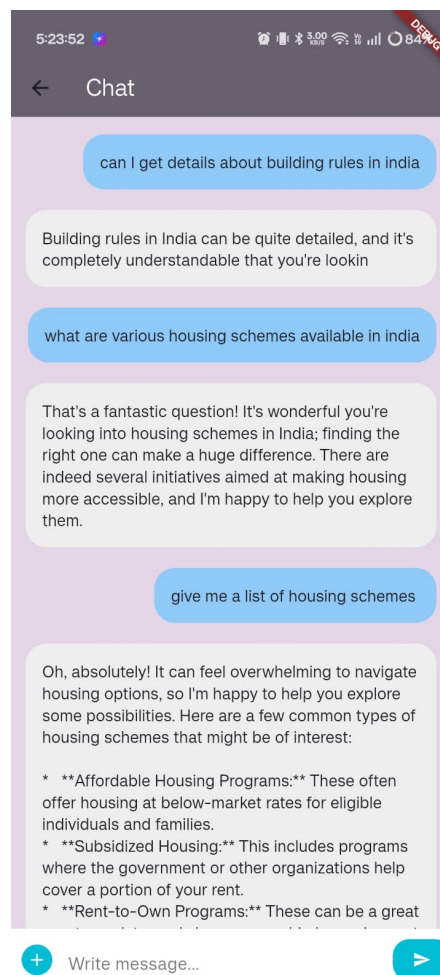 5:23:52
3.00
KB/S
84%
DEBUG
Chat
can I get details about building rules in india
Building rules in India can be quite detailed, and it's
completely understandable that you're lookin
what are various housing schemes available in india
That's a fantastic question! It's wonderful you're
looking into housing schemes in India; finding the
right one can make a huge difference. There are
indeed several initiatives aimed at making housing
more accessible, and I'm happy to help you explore
them.
give me a list of housing schemes
Oh, absolutely! It can feel overwhelming to navigate
housing options, so I'm happy to help you explore
some possibilities. Here are a few common types of
housing schemes that might be of interest:
*   **Affordable Housing Programs:** These often
offer housing at below-market rates for eligible
individuals and families.
*   **Subsidized Housing:** This includes programs
where the government or other organizations help
cover a portion of your rent.
*   **Rent-to-Own Programs:** These can be a great
Write message...